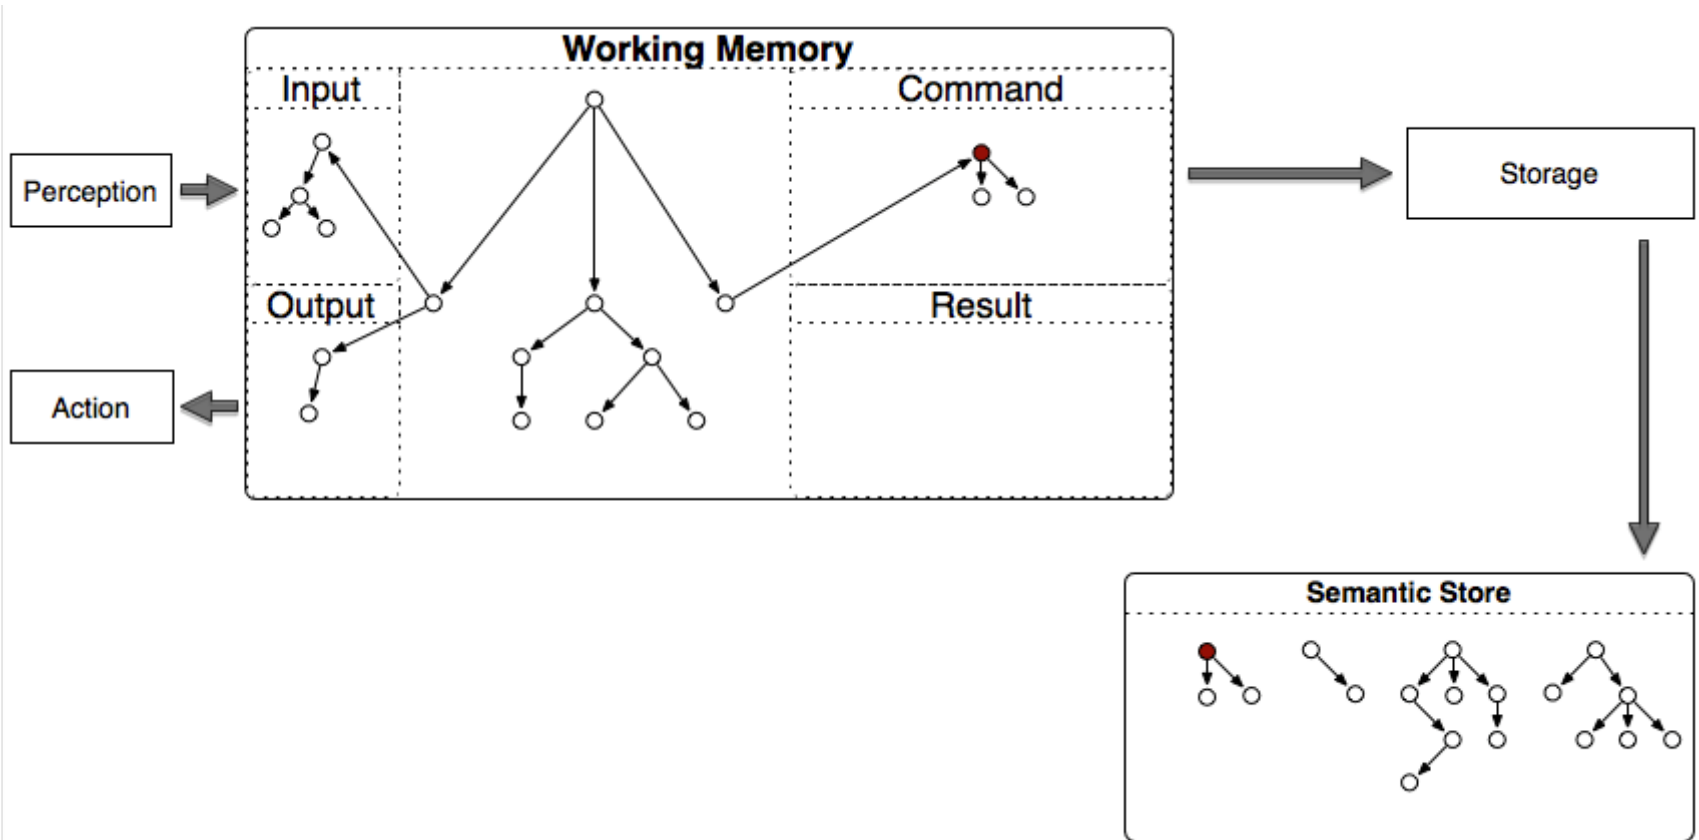 Working Memory
Input
Command
Perception
Storage
Output
Result
Action
Semantic Store